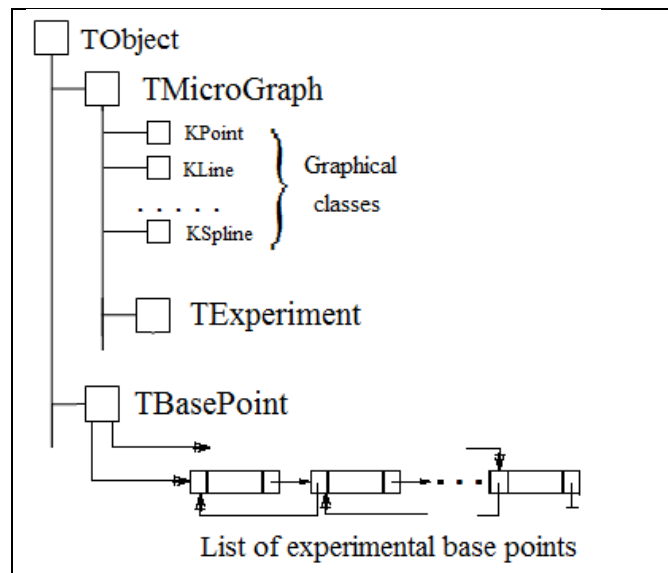 TObject
TMicroGraph
KPoint
KLine
Graphical
classes
. . . . .
KSpline
TExperiment
TBasePoint
List of experimental base points